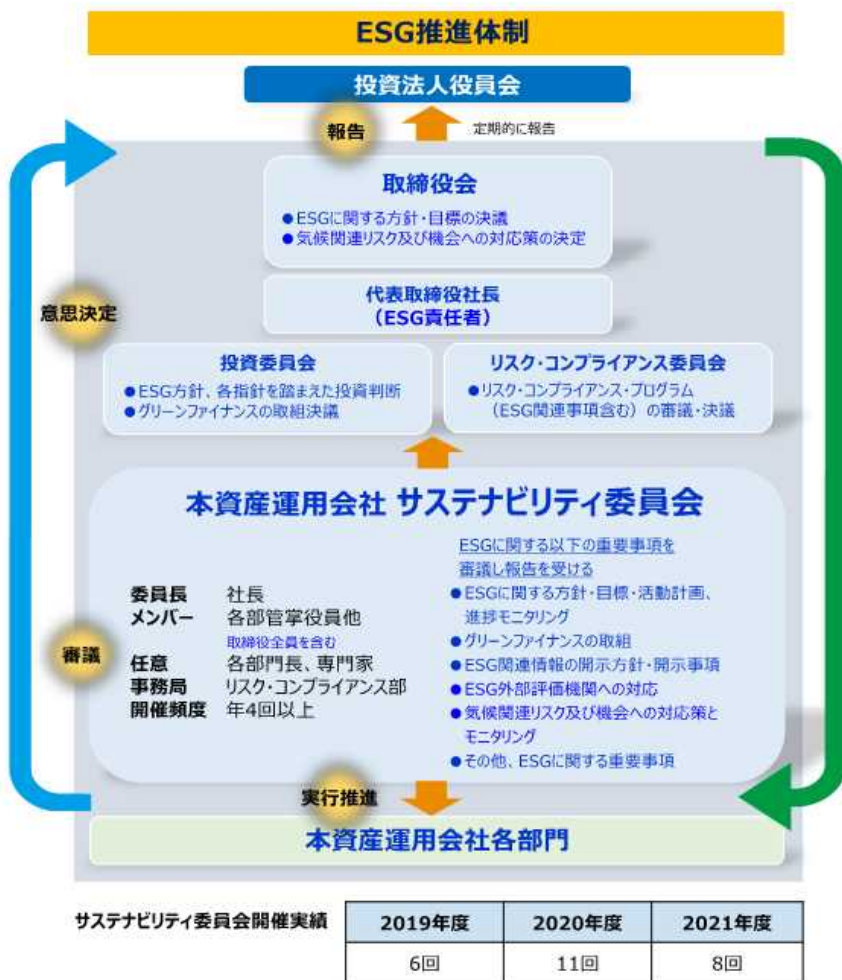 ESG推進体制
投資法人役員会
報告
定期的に報告
取締役会
●ESGに関する方針・目標の決議
●気候関連リスク及び機会への対応策の決定
意思決定
代表取締役社長
（ESG責任者）
投資委員会
●ESG方針、各指針を踏まえた投資判断
●グリーンファイナンスの取組決議
リスク・コンプライアンス委員会
●リスク・コンプライアンス・プログラム
（ESG関連事項含む）の審議・決議
本資産運用会社 サステナビリティ委員会
審議
委員長 社長
メンバー 各部管掌役員他
取締役全員を含む
任意 各部門長、専門家
事務局 リスク・コンプライアンス部
開催頻度 年4回以上
ESGに関する以下の重要事項を
審議し報告を受ける
●ESGに関する方針・目標・活動計画、
進捗モニタリング
●グリーンファイナンスの取組
●ESG関連情報の開示方針・開示事項
●ESG外部評価機関への対応
●気候関連リスク及び機会への対応策と
モニタリング
●その他、ESGに関する重要事項
実行推進
本資産運用会社各部門
サステナビリティ委員会開催実績
2019年度 2020年度 2021年度
6回 11回 8回